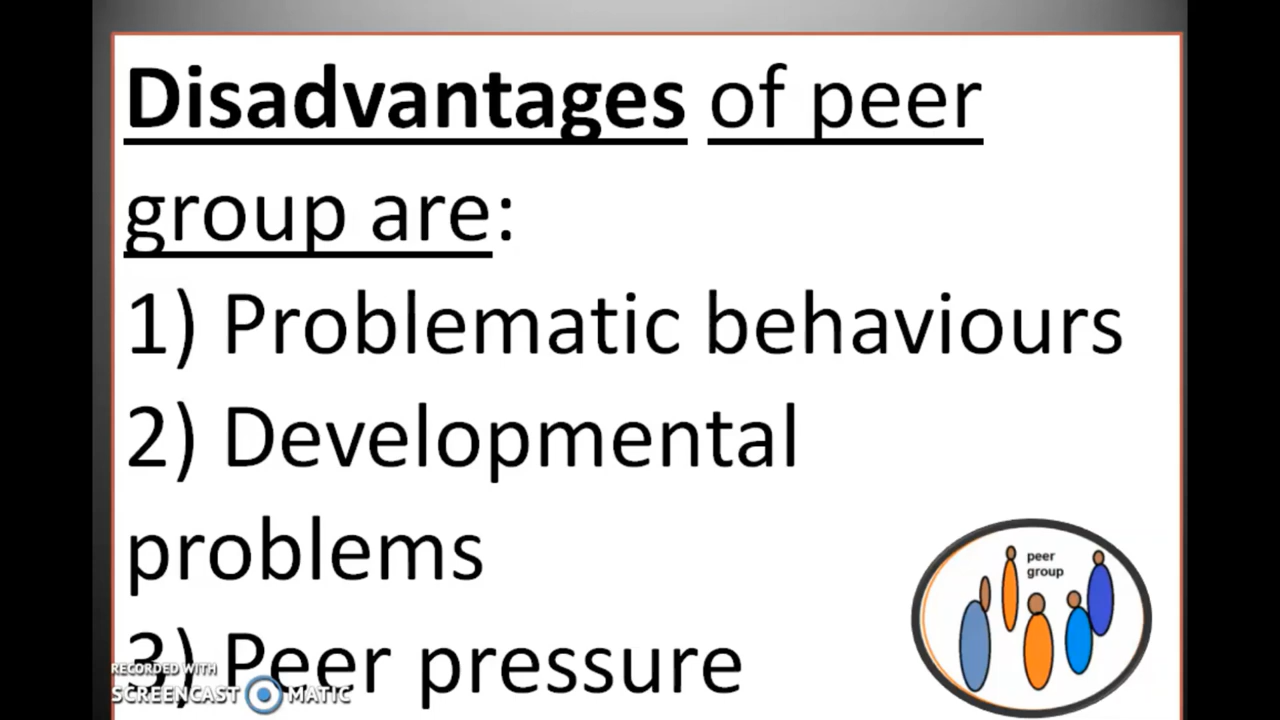 Disadvantages of peer
group are:
1) Problematic behaviours
2) Developmental
problems
3) Peer pressure
peer
group
RECORDED WITH
SCREENCAST MATIC